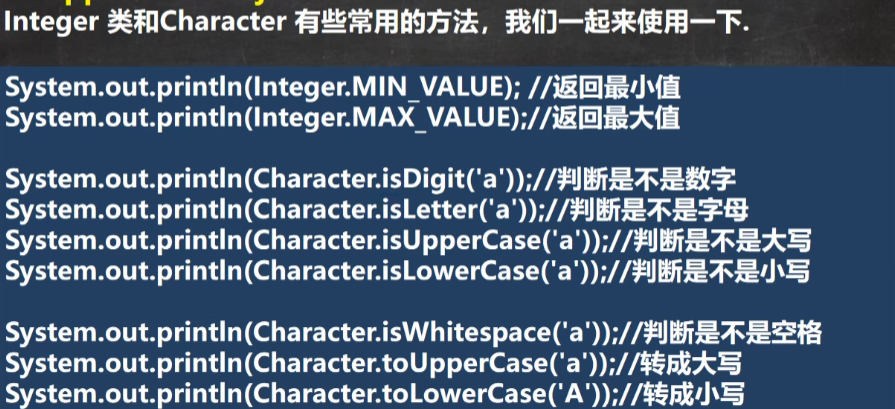 Integer 类和Character 有些常用的方法，我们一起来使用一下.
System.out.println(Integer.MIN_VALUE); //返回最小值
System.out.println(Integer.MAX_VALUE);//返回最大值
System.out.println(Character.isDigit('a'));//判断是不是数字
System.out.println(Character.isLetter('a'));//判断是不是字母
System.out.println(Character.isUpperCase('a'));//判断是不是大写
System.out.println(Character.isLowerCase('a'));//判断是不是小写
System.out.println(Character.isWhitespace('a'));//判断是不是空格
System.out.println(Character.toUpperCase('a'));//转成大写
System.out.println(Character.toLowerCase('A'));//转成小写